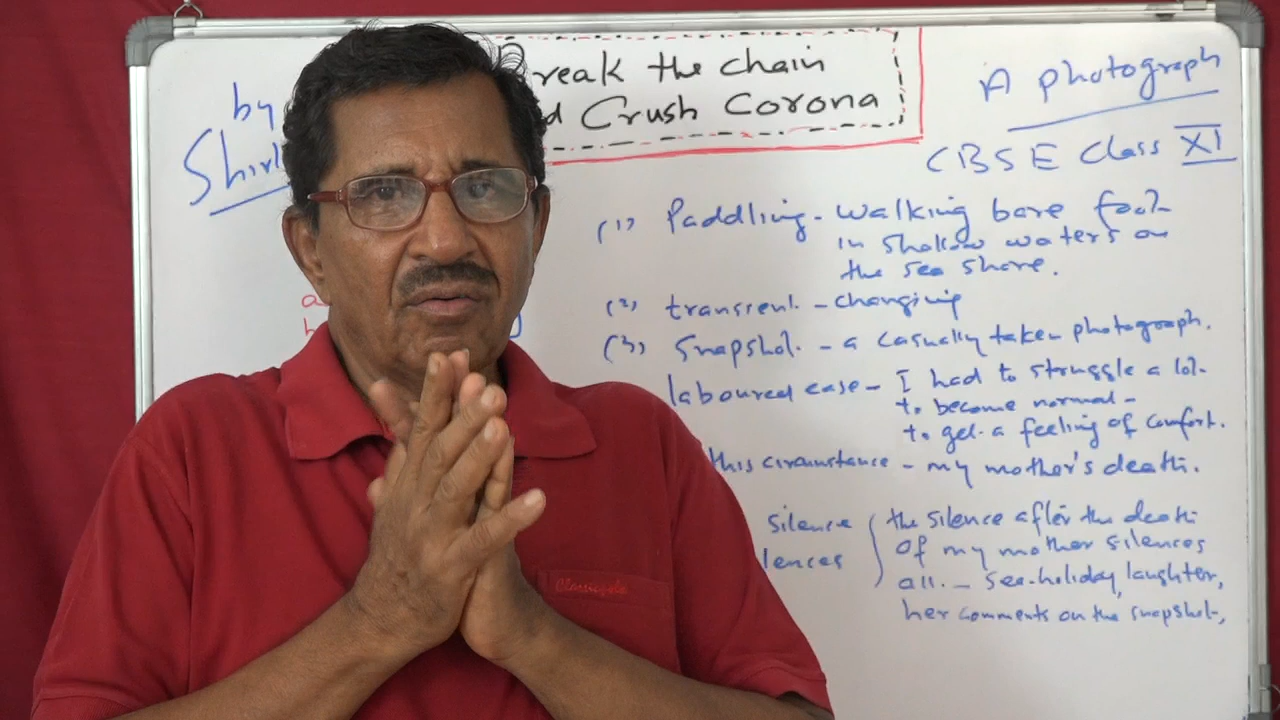 reak the chain
d Crush Corona
by
Shirl
A photograph
CBSE Class XI
(1) Paddling - walking bare foot
in shallow waters on
the sea shore.
(2) transient - changing
(3) Snapshot - a casually taken photograph.
laboured ease - I had to struggle a lot
to become normal -
to get a feeling of comfort.
this circumstance - my mother's death.
silence
lences
the silence after the death
of my mother silences
all. - sea-holiday, laughter,
her comments on the snapshot,